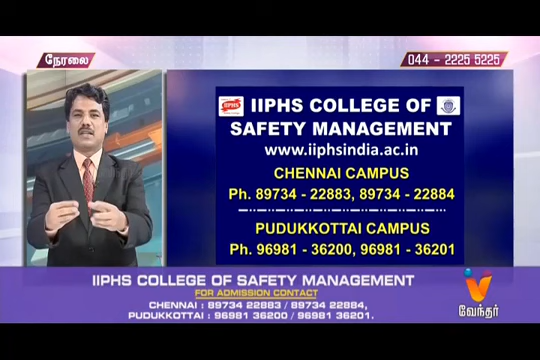 நேரலை
044 - 2225 5225
IIPHS
IIPHS COLLEGE OF
SAFETY MANAGEMENT
www.iiphsindia.ac.in
CHENNAI CAMPUS
Ph. 89734 - 22883, 89734 - 22884
PUDUKKOTTAI CAMPUS
Ph. 96981 - 36200, 96981 - 36201
IIPHS COLLEGE OF SAFETY MANAGEMENT
FOR ADMISSION CONTACT
CHENNAI : 89734 22883 / 89734 22884,
PUDUKKOTTAI : 96981 36200 / 96981 36201.
வேந்தர்